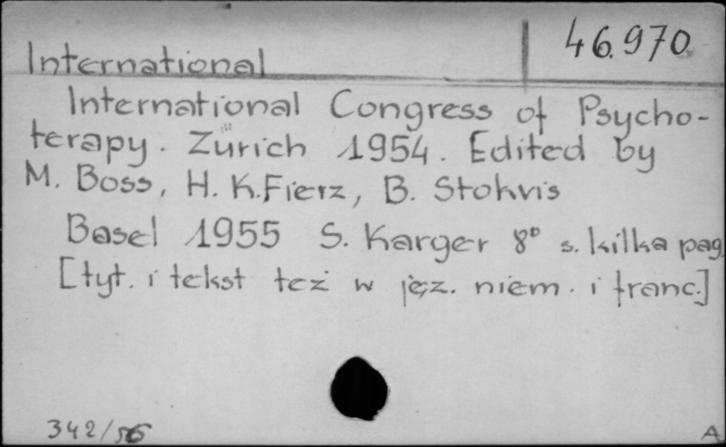 International
46.970
International Congress of Psycho-
terapy. Zürich 1954. Edited by
M. Boss, H. K. Fierz, B. Stokvis
Basel 1955 S. Karger 8° s. kilka pag.
[tyt. i tekst też w jęz. niem. i franc.]
342/56
A